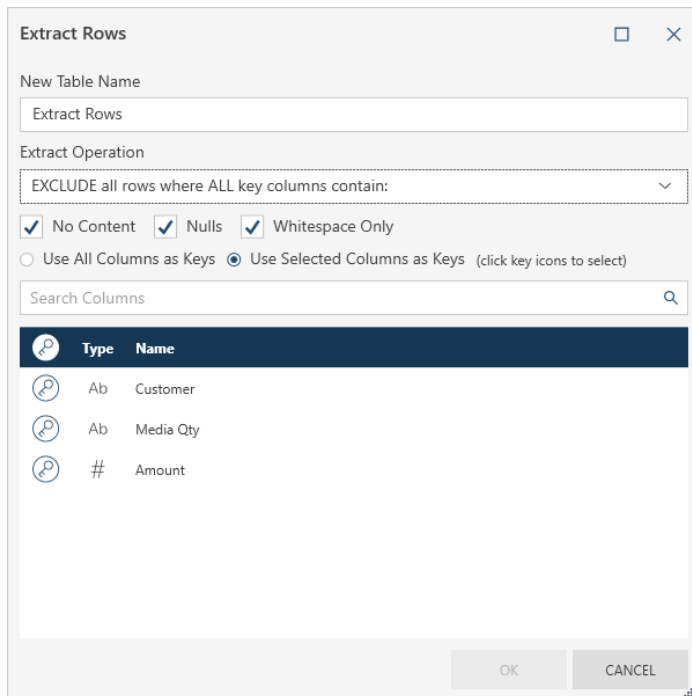 Extract Rows
New Table Name
Extract Rows
Extract Operation
EXCLUDE all rows where ALL key columns contain:
No Content Nulls Whitespace Only
Use All Columns as Keys Use Selected Columns as Keys (click key icons to select)
Search Columns
Type Name
Ab Customer
Ab Media Qty
# Amount
OK CANCEL